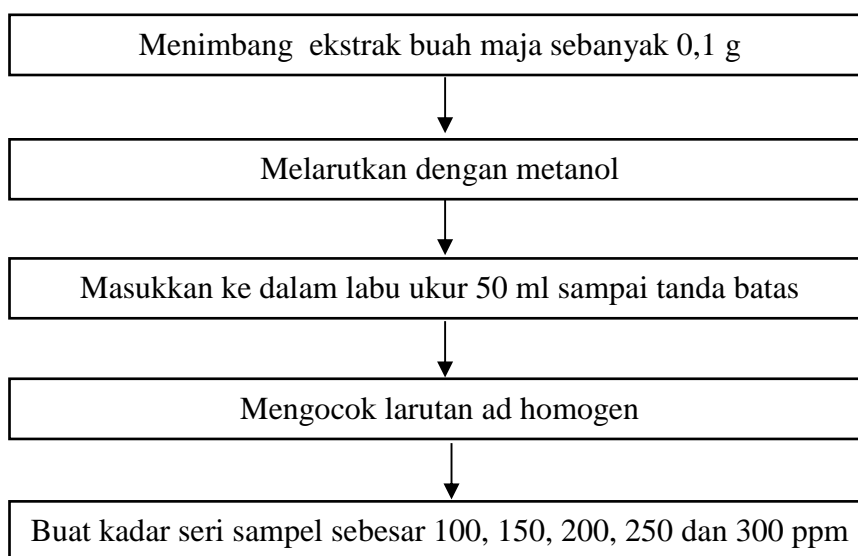 Menimbang ekstrak buah maja sebanyak 0,1 g
Melarutkan dengan metanol
Masukkan ke dalam labu ukur 50 ml sampai tanda batas
Mengocok larutan ad homogen
Buat kadar seri sampel sebesar 100, 150, 200, 250 dan 300 ppm